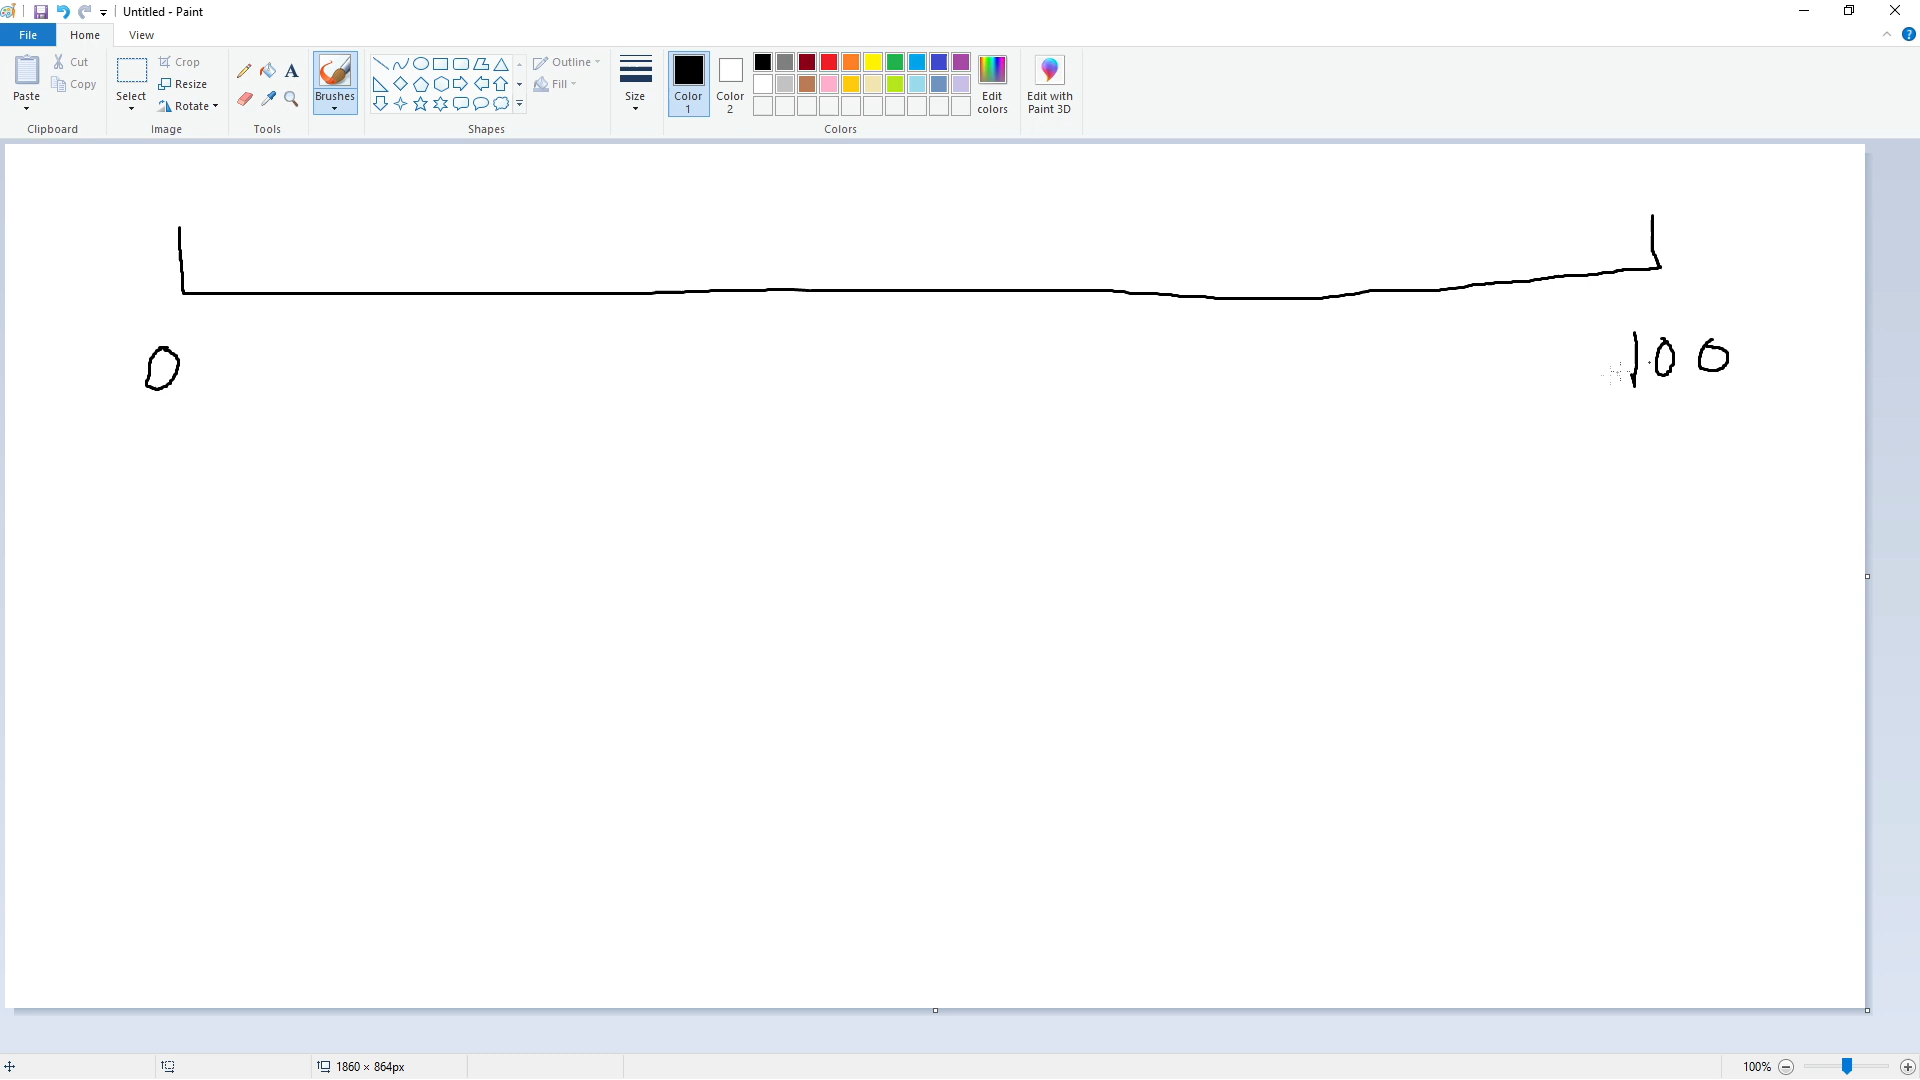 Untitled - Paint
File Home View
Paste Cut Copy Clipboard
Select Crop Resize Rotate Image
Tools
Brushes
Shapes Outline Fill
Size
Color 1 Color 2 Colors Edit colors
Edit with Paint 3D
0 100
1860 × 864px 100%